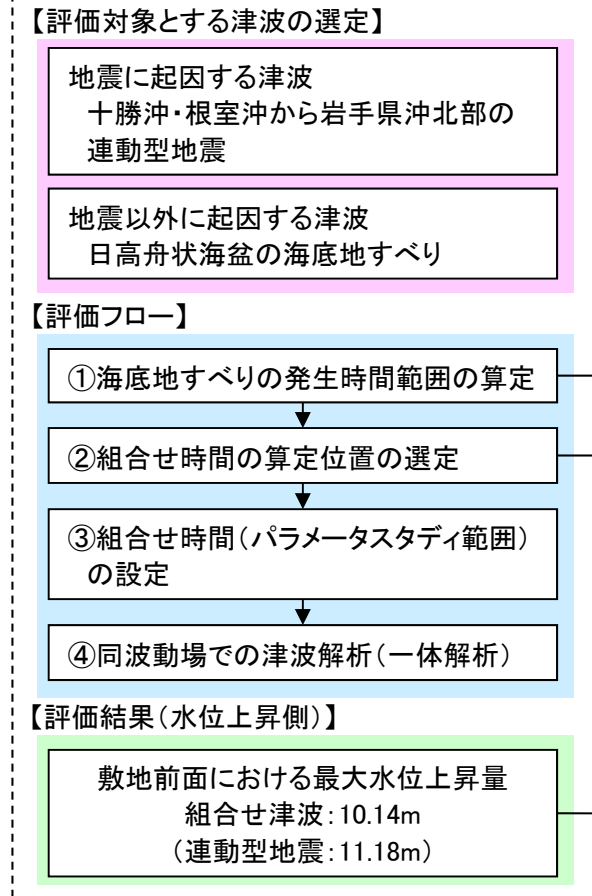 【評価対象とする津波の選定】
地震に起因する津波
十勝沖・根室沖から岩手県沖北部の
連動型地震
地震以外に起因する津波
日高舟状海盆の海底地すべり
【評価フロー】
①海底地すべりの発生時間範囲の算定
②組合せ時間の算定位置の選定
③組合せ時間（パラメータスタディ範囲）
の設定
④同波動場での津波解析（一体解析）
【評価結果（水位上昇側）】
敷地前面における最大水位上昇量
組合せ津波：10.14m
（連動型地震：11.18m）